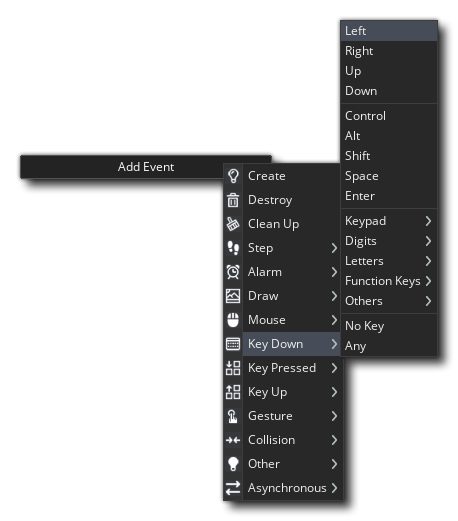 Add Event
Create
Destroy
Clean Up
Step
Alarm
Draw
Mouse
Key Down
Key Pressed
Key Up
Gesture
Collision
Other
Asynchronous
Left
Right
Up
Down
Control
Alt
Shift
Space
Enter
Keypad
Digits
Letters
Function Keys
Others
No Key
Any